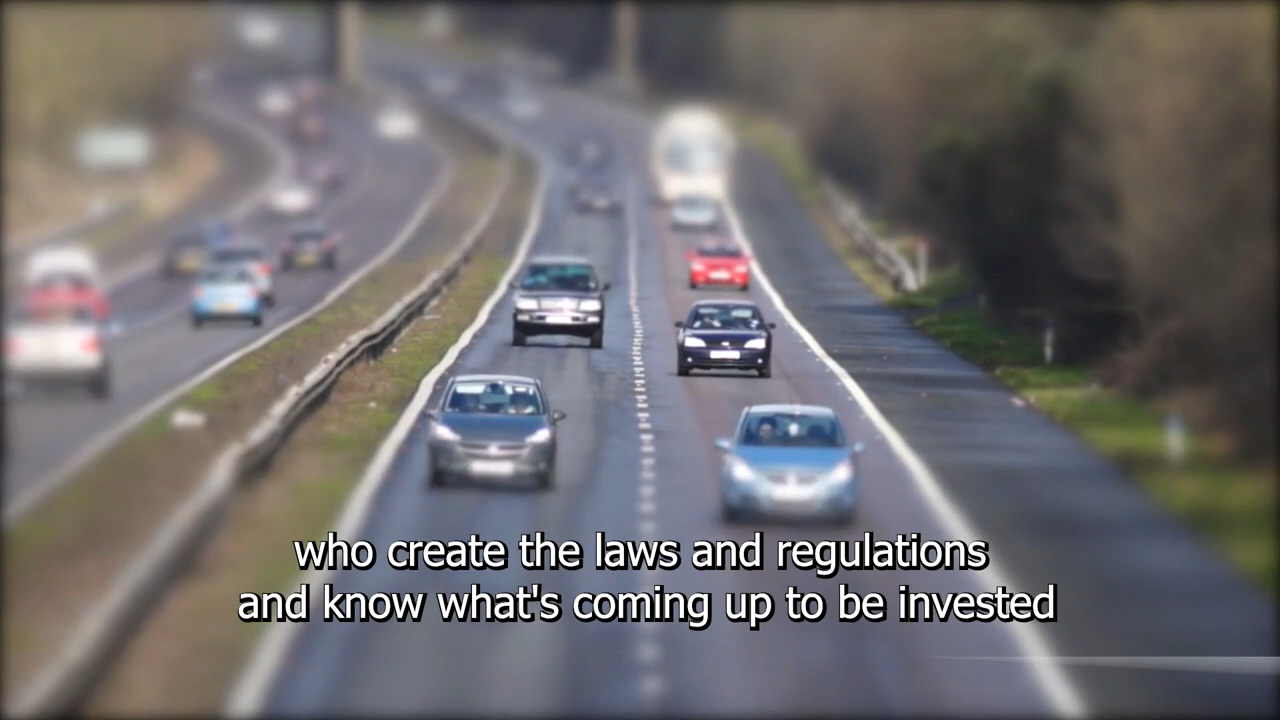 who create the laws and regulations
and know what's coming up to be invested